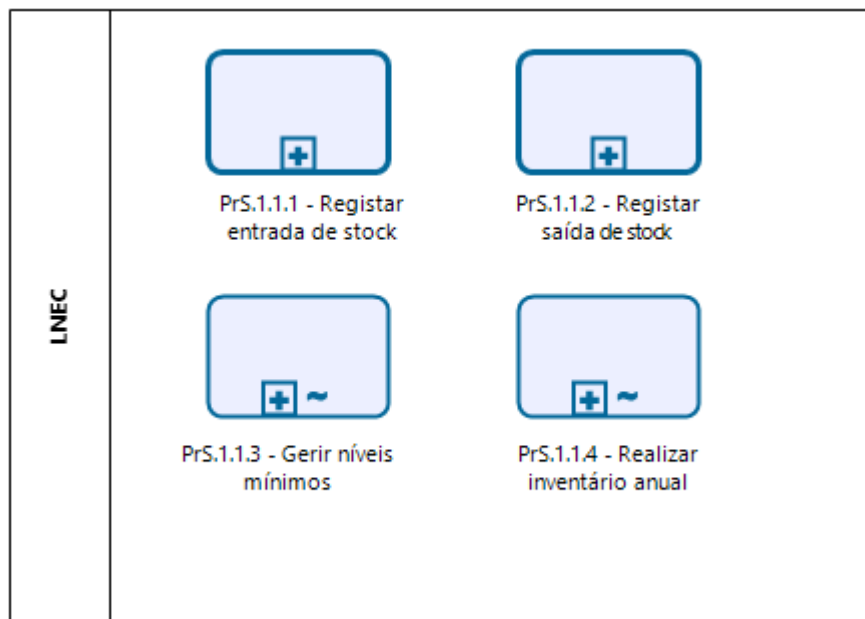 LNEC
PrS.1.1.1 - Registar
entrada de stock
PrS.1.1.2 - Registar
saída de stock
PrS.1.1.3 - Gerir níveis
mínimos
PrS.1.1.4 - Realizar
inventário anual